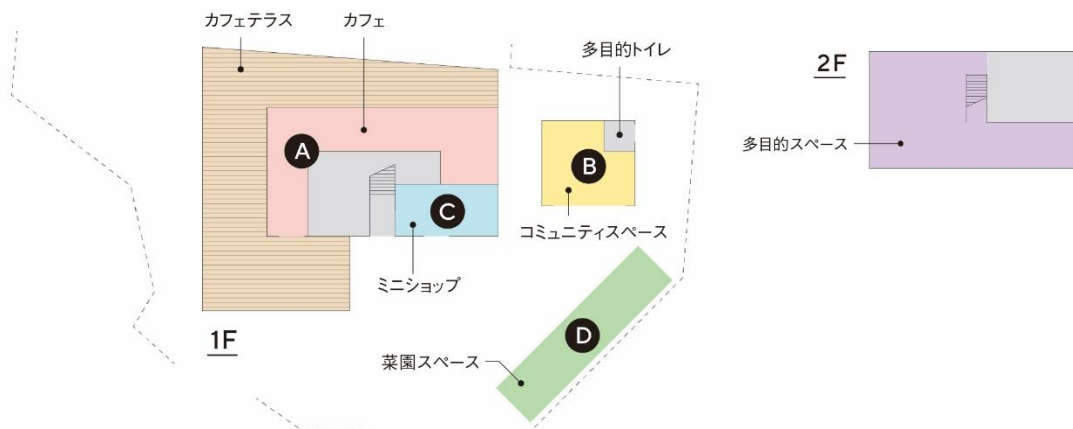 カフェテラス
カフェ
多目的トイレ
2F
A
B
多目的スペース
C
コミュニティスペース
ミニショップ
1F
D
菜園スペース